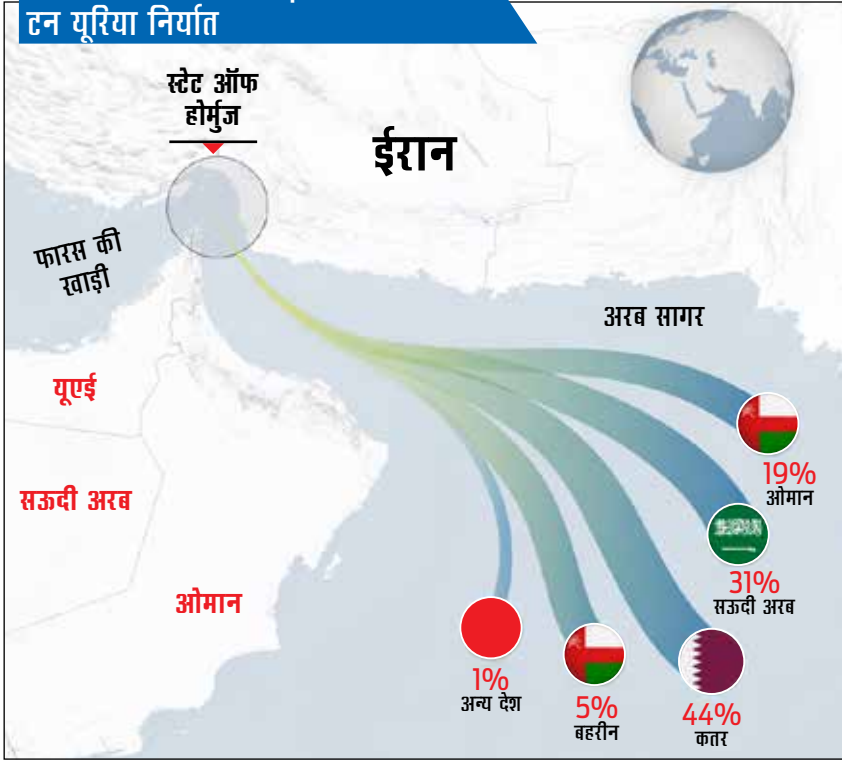 टन यूरिया निर्यात
स्टेट ऑफ
होर्मुज
ईरान
फारस की
खाड़ी
अरब सागर
यूएई
सऊदी अरब
ओमान
19%
ओमान
31%
सऊदी अरब
1%
अन्य देश
5%
बहरीन
44%
कतर